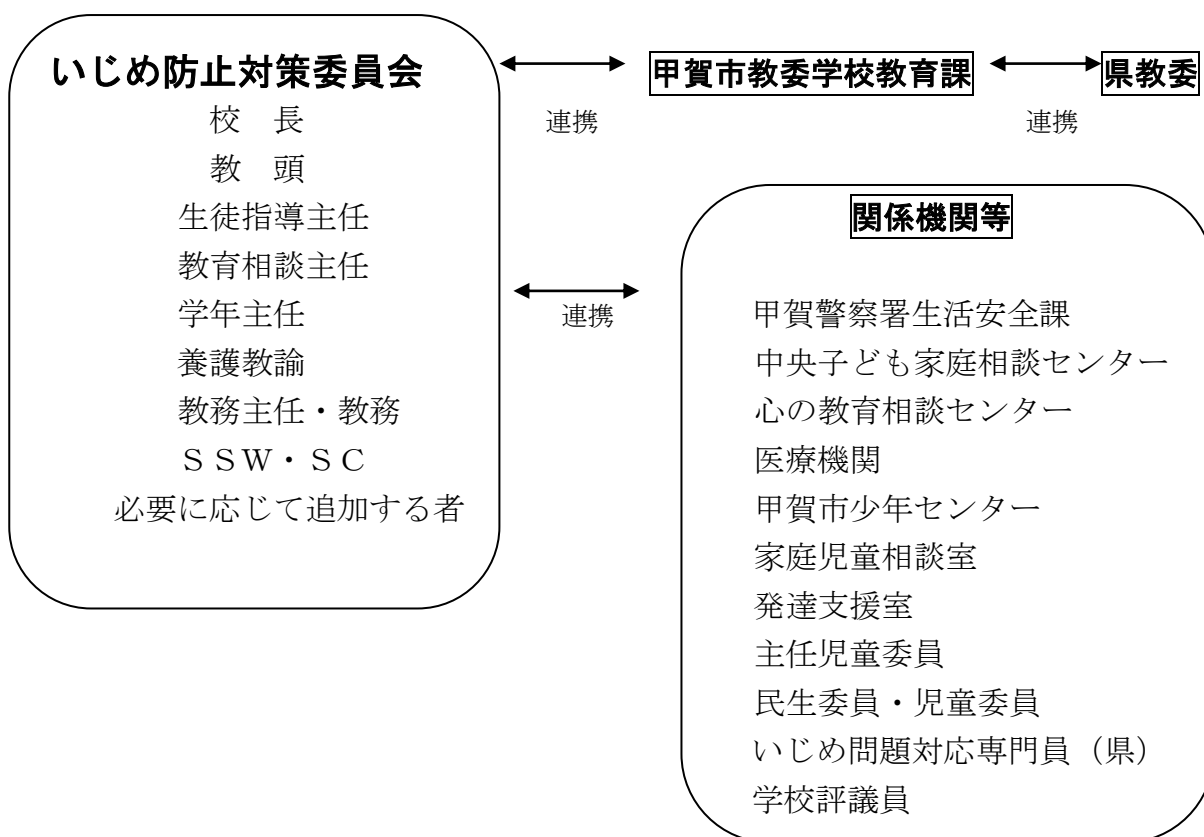 いじめ防止対策委員会
校　長
教　頭
生徒指導主任
教育相談主任
学年主任
養護教諭
教務主任・教務
ＳＳＷ・ＳＣ
必要に応じて追加する者
連携
甲賀市教委学校教育課
連携
県教委
連携
関係機関等
甲賀警察署生活安全課
中央子ども家庭相談センター
心の教育相談センター
医療機関
甲賀市少年センター
家庭児童相談室
発達支援室
主任児童委員
民生委員・児童委員
いじめ問題対応専門員（県）
学校評議員